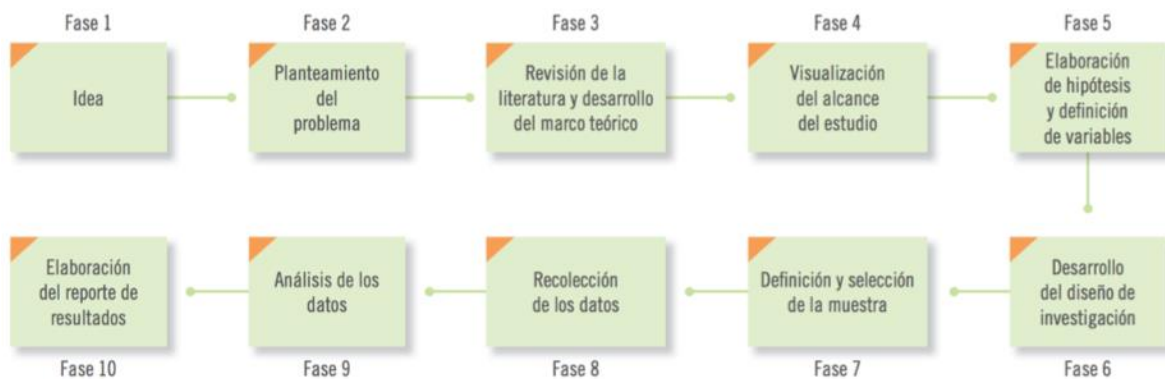 Fase 1
Idea
Fase 2
Planteamiento
del
problema
Fase 3
Revisión de la
literatura y desarrollo
del marco teórico
Fase 4
Visualización
del alcance
del estudio
Fase 5
Elaboración
de hipótesis
y definición
de variables
Desarrollo
del diseño de
investigación
Fase 6
Definición y selección
de la muestra
Fase 7
Recolección
de los datos
Fase 8
Análisis de los
datos
Fase 9
Elaboración
del reporte de
resultados
Fase 10